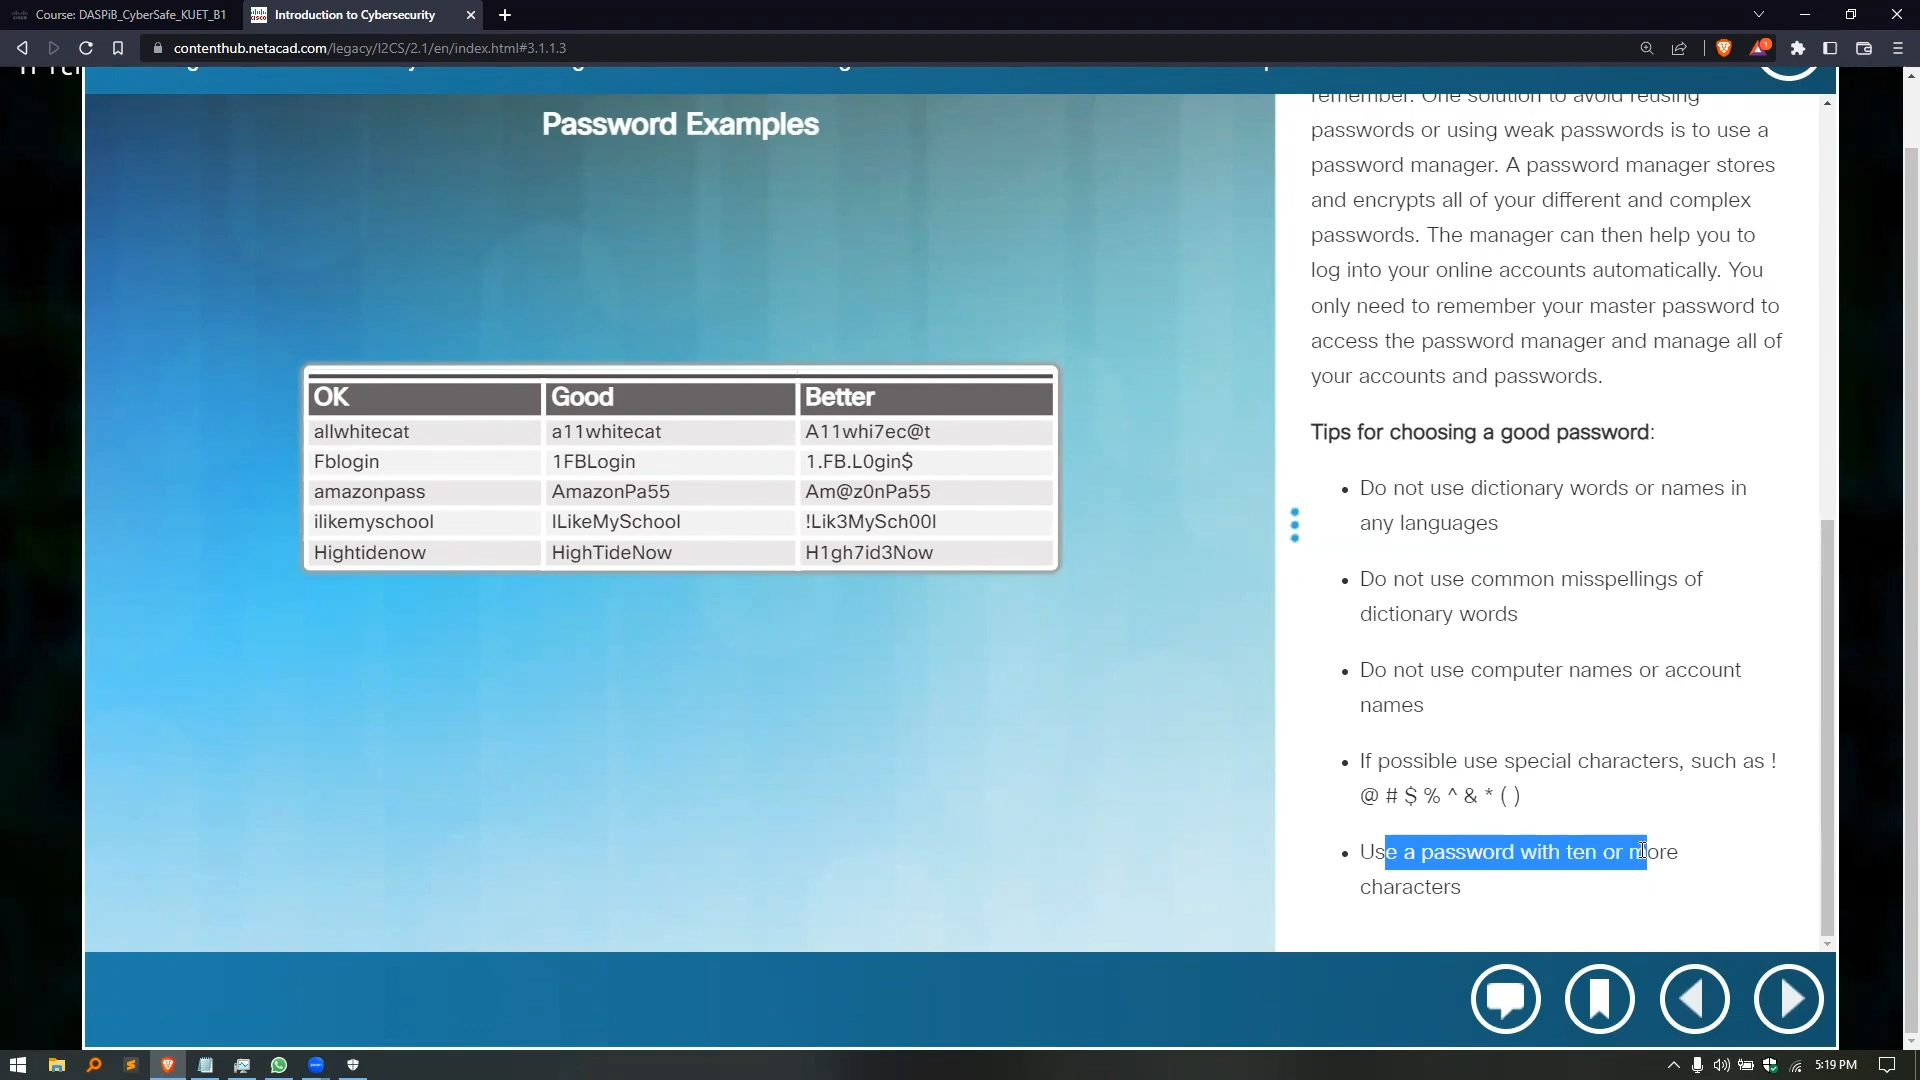 Course: DASPiB_CyberSafe_KUET_B1
Introduction to Cybersecurity
contenthub.netacad.com/legacy/I2CS/2.1/en/index.html#3.1.1.3
Password Examples
OK Good Better
allwhitecat a11whitecat A11whi7ec@t
Fblogin 1FBLogin 1.FB.L0gin$
amazonpass AmazonPa55 Am@z0nPa55
ilikemyschool ILikeMySchool !Lik3MySch00l
Hightidenow HighTideNow H1gh7id3Now
remember. One solution to avoid reusing
passwords or using weak passwords is to use a
password manager. A password manager stores
and encrypts all of your different and complex
passwords. The manager can then help you to
log into your online accounts automatically. You
only need to remember your master password to
access the password manager and manage all of
your accounts and passwords.
Tips for choosing a good password:
• Do not use dictionary words or names in
any languages
• Do not use common misspellings of
dictionary words
• Do not use computer names or account
names
• If possible use special characters, such as !
@ # $ % ^ & * ( )
• Use a password with ten or more
characters
5:19 PM